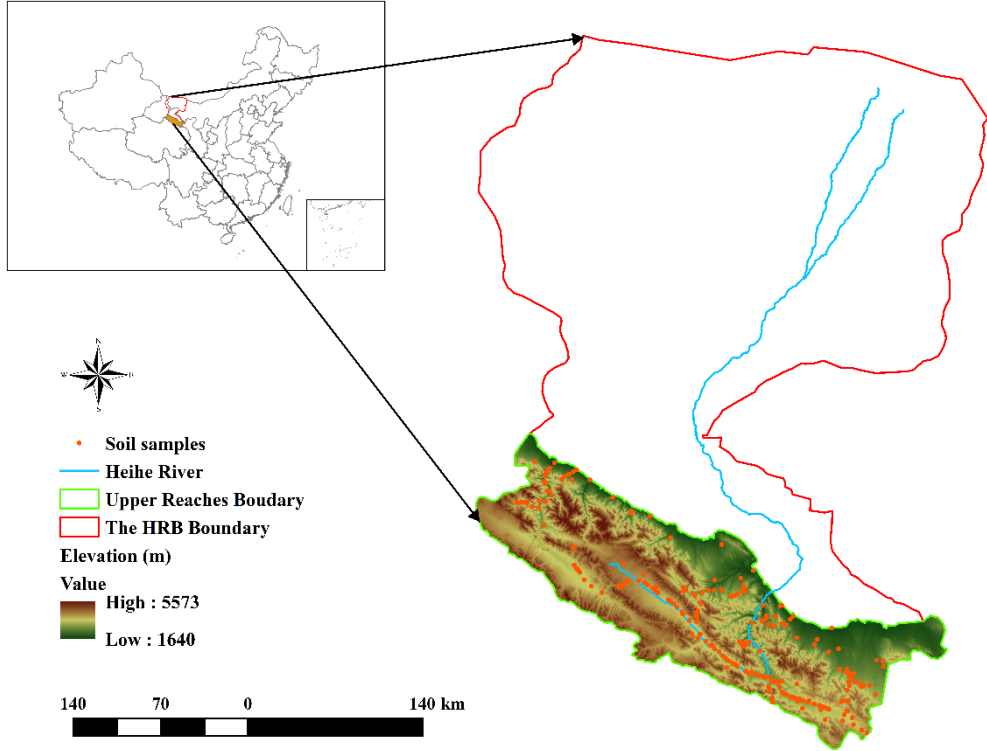 N
W
E
S
Soil samples
Heihe River
Upper Reaches Boudary
The HRB Boundary
Elevation (m)
Value
High : 5573
Low : 1640
140 70 0 140 km